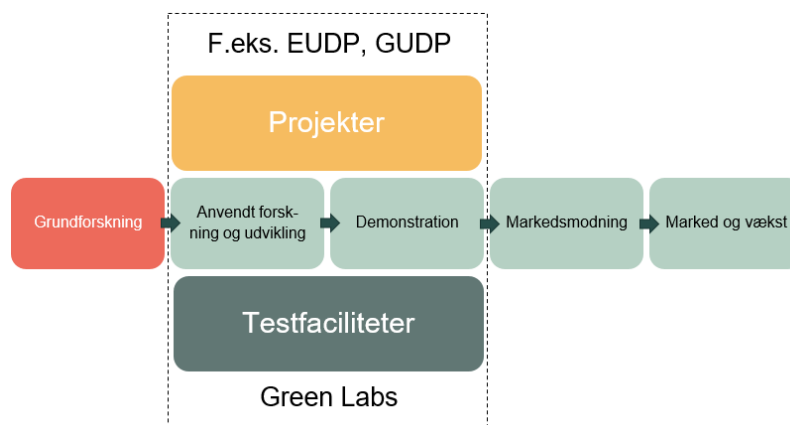 F.eks. EUDP, GUDP
Projekter
Grundforskning
Anvendt forsk-
ning og udvikling
Demonstration
Markedsmodning
Marked og vækst
Testfaciliteter
Green Labs